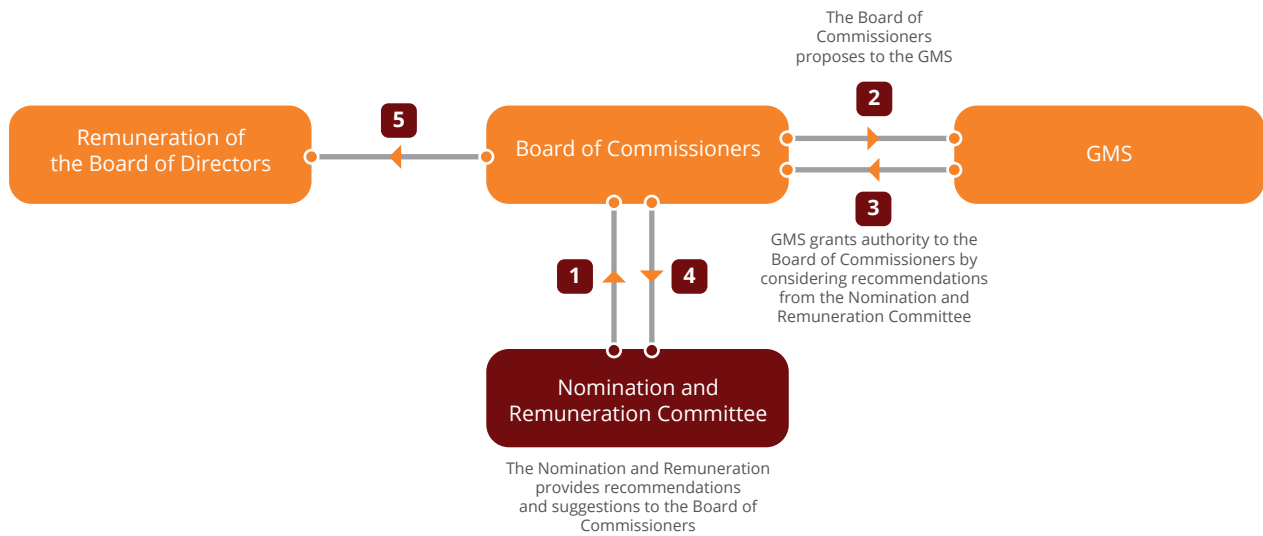 The Board of
Commissioners
proposes to the GMS
2
5
Remuneration of
the Board of Directors
Board of Commissioners
GMS
3
GMS grants authority to the
Board of Commissioners by
considering recommendations
from the Nomination and
Remuneration Committee
1
4
Nomination and
Remuneration Committee
The Nomination and Remuneration
provides recommendations
and suggestions to the Board of
Commissioners